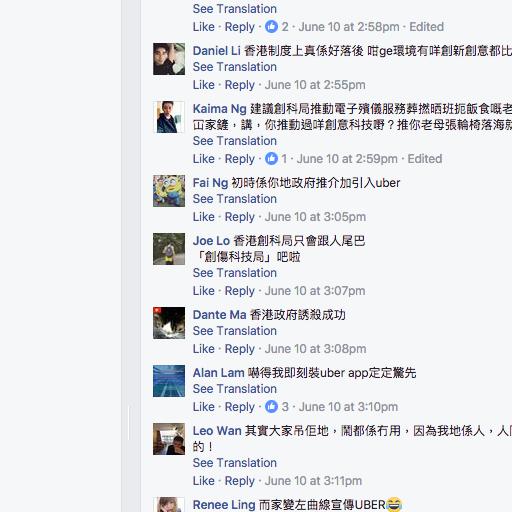 See Translation
Like · Reply · 2 · June 10 at 2:58pm · Edited
Daniel Li 香港制度上真係好落後 咁ge環境有咩創新創意都比
See Translation
Like · Reply · June 10 at 2:55pm
Kaima Ng 建議創科局推動電子殯儀服務葬撚晒班扼飯食嘅老
冚家鏟，講，你推動過咩創意科技嘢？推你老母張輪椅落海就
See Translation
Like · Reply · 1 · June 10 at 2:59pm · Edited
Fai Ng 初時係你地政府推介加引入uber
See Translation
Like · Reply · June 10 at 3:05pm
Joe Lo 香港創科局只會跟人尾巴
「創傷科技局」吧啦
See Translation
Like · Reply · June 10 at 3:07pm
Dante Ma 香港政府誘殺成功
See Translation
Like · Reply · June 10 at 3:08pm
Alan Lam 嚇得我即刻裝uber app定定驚先
See Translation
Like · Reply · 3 · June 10 at 3:10pm
Leo Wan 其實大家吊佢地，鬧都係冇用，因為我地係人，人
的！
See Translation
Like · Reply · June 10 at 3:11pm
Renee Ling 而家變左曲線宣傳UBER😂